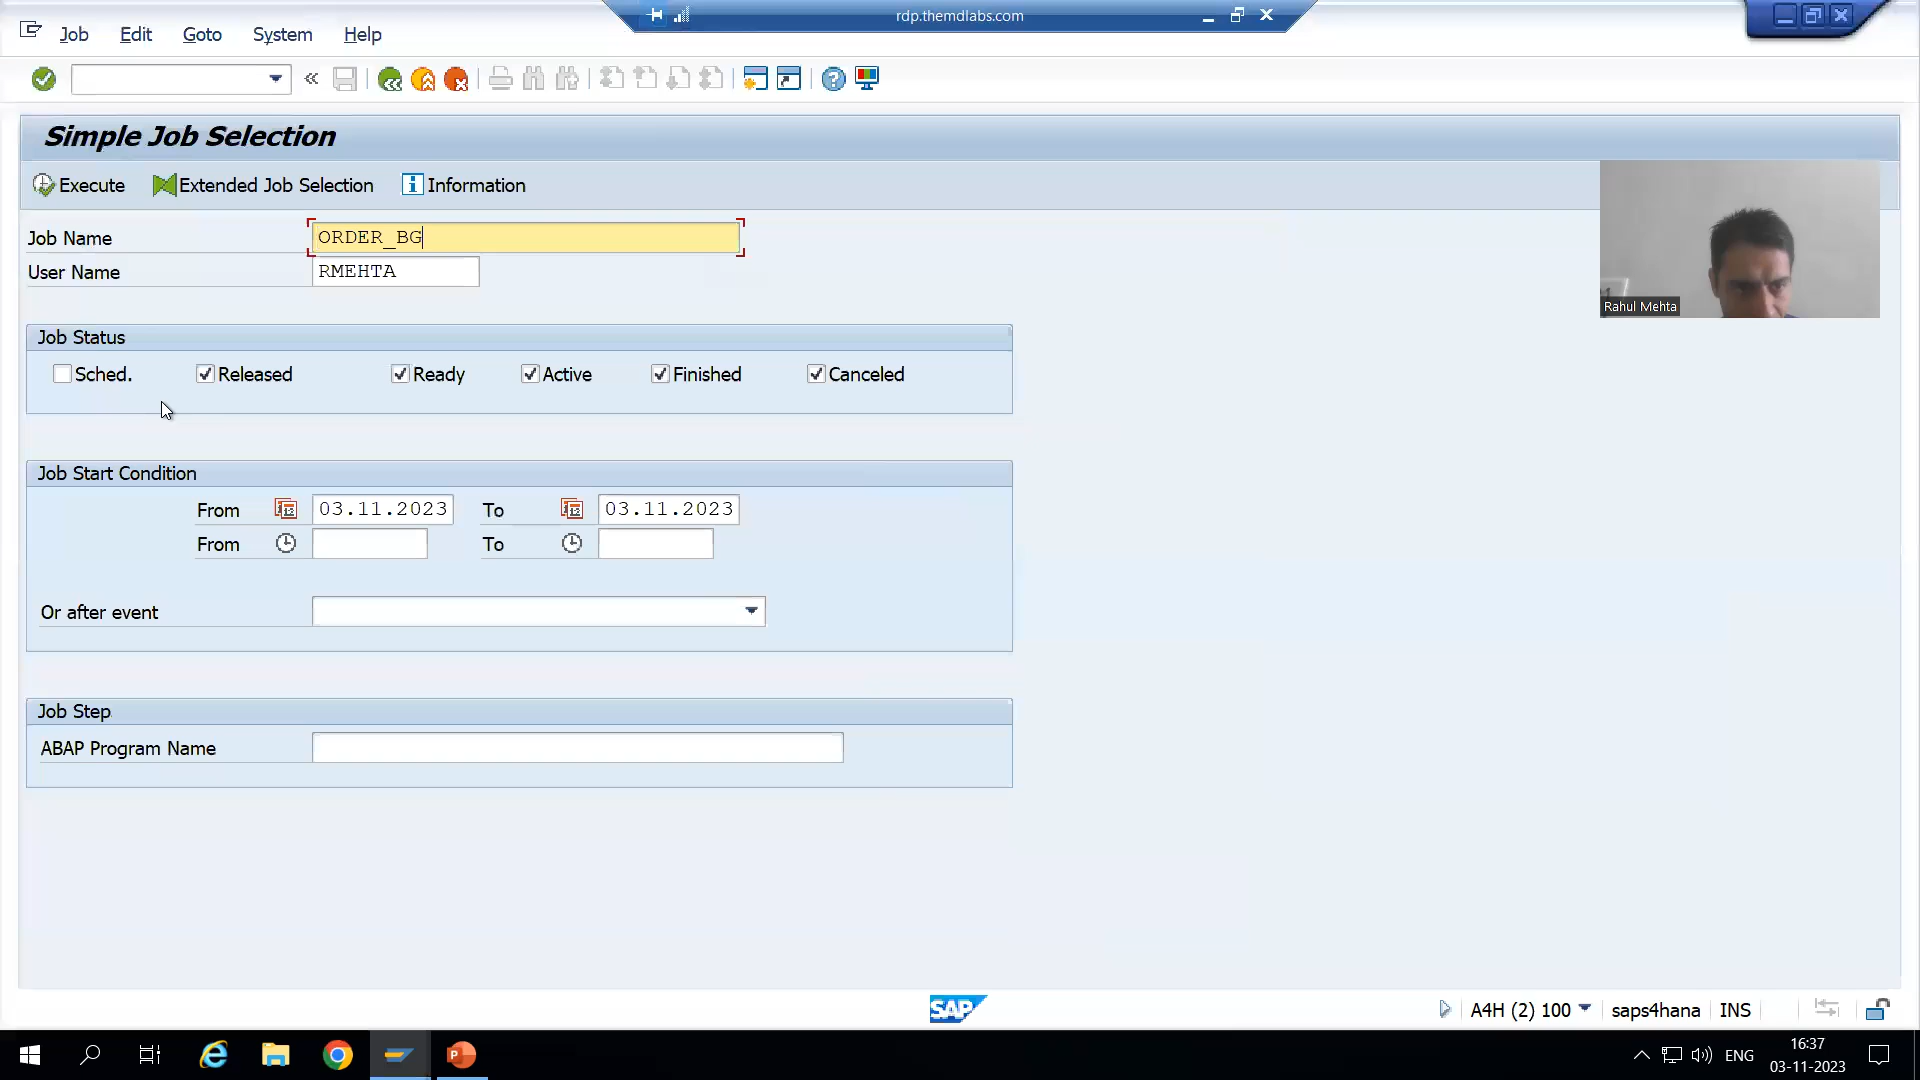 rdp.themdlabs.com
Job Edit Goto System Help
Simple Job Selection
Execute Extended Job Selection Information
Job Name ORDER_BG
User Name RMEHTA
Rahul Mehta
Job Status
Sched. Released Ready Active Finished Canceled
Job Start Condition
From 03.11.2023 To 03.11.2023
From To
Or after event
Job Step
ABAP Program Name
SAP A4H (2) 100 saps4hana INS
ENG 16:37
03-11-2023